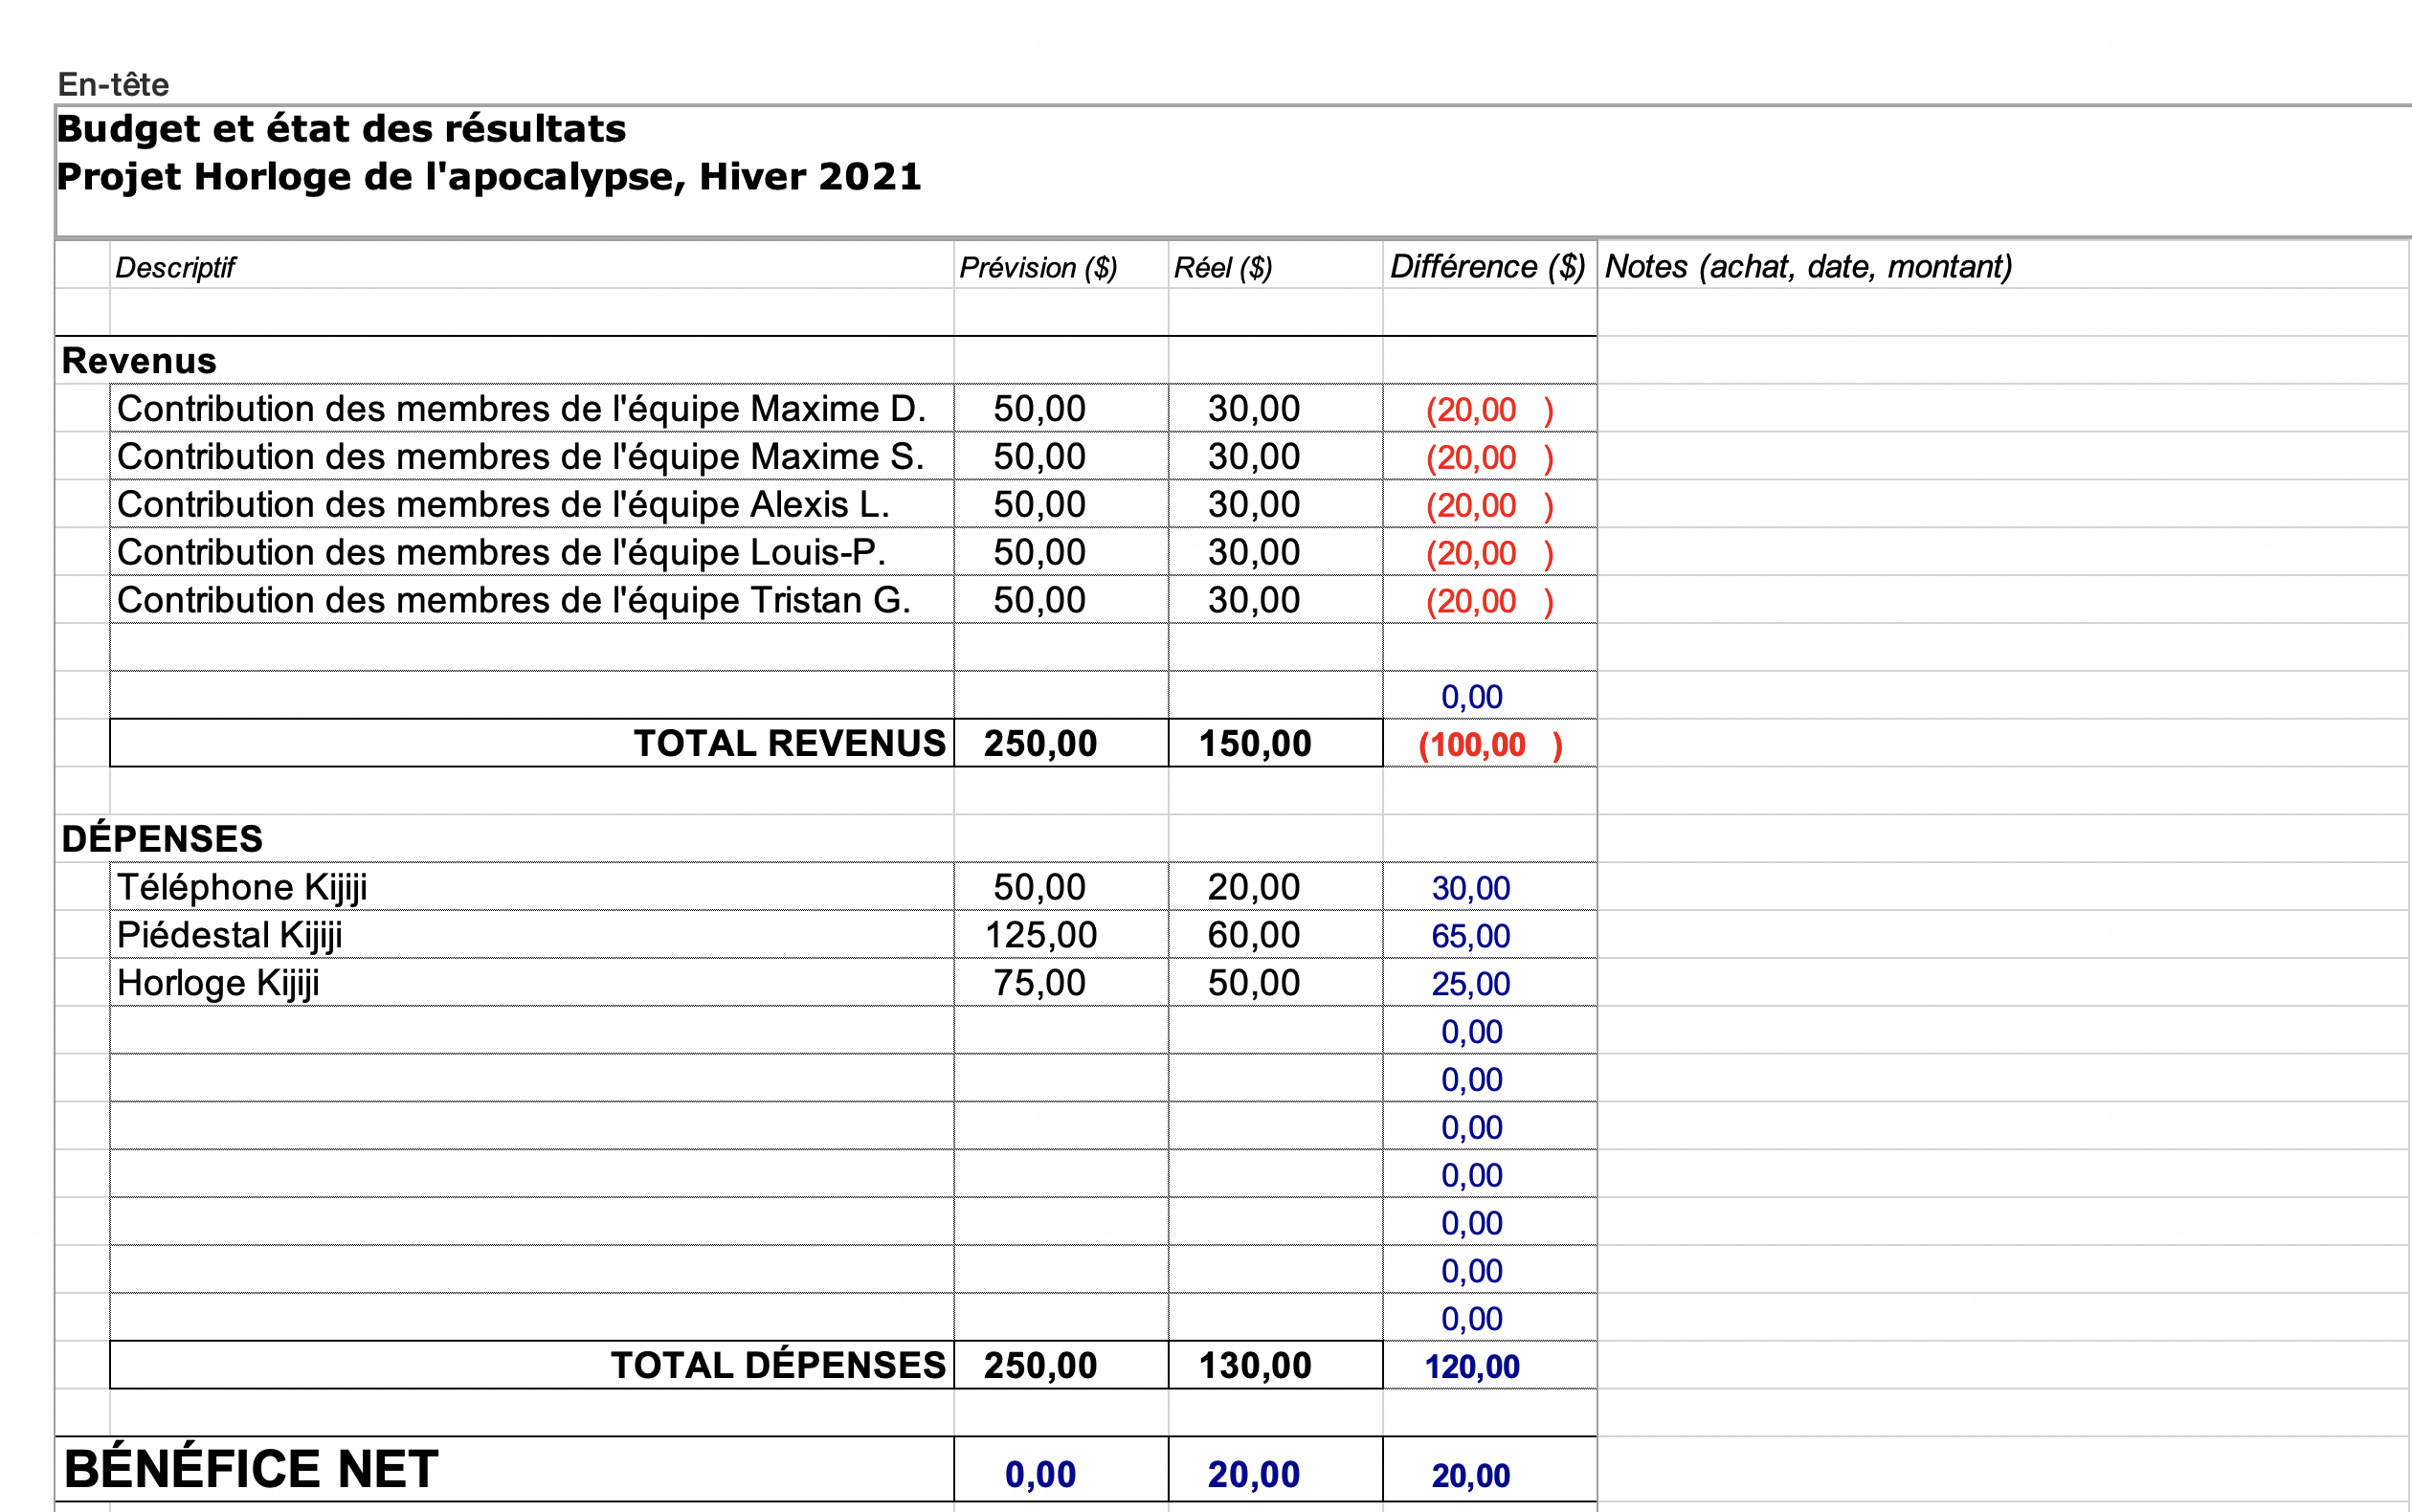 En-tête
Budget et état des résultats
Projet Horloge de l'apocalypse, Hiver 2021
Descriptif Prévision ($) Réel ($) Différence ($) Notes (achat, date, montant)
Revenus
Contribution des membres de l'équipe Maxime D. 50,00 30,00 (20,00 )
Contribution des membres de l'équipe Maxime S. 50,00 30,00 (20,00 )
Contribution des membres de l'équipe Alexis L. 50,00 30,00 (20,00 )
Contribution des membres de l'équipe Louis-P. 50,00 30,00 (20,00 )
Contribution des membres de l'équipe Tristan G. 50,00 30,00 (20,00 )
0,00
TOTAL REVENUS 250,00 150,00 (100,00 )
DÉPENSES
Téléphone Kijiji 50,00 20,00 30,00
Piédestal Kijiji 125,00 60,00 65,00
Horloge Kijiji 75,00 50,00 25,00
0,00
0,00
0,00
0,00
0,00
0,00
0,00
TOTAL DÉPENSES 250,00 130,00 120,00
BÉNÉFICE NET 0,00 20,00 20,00